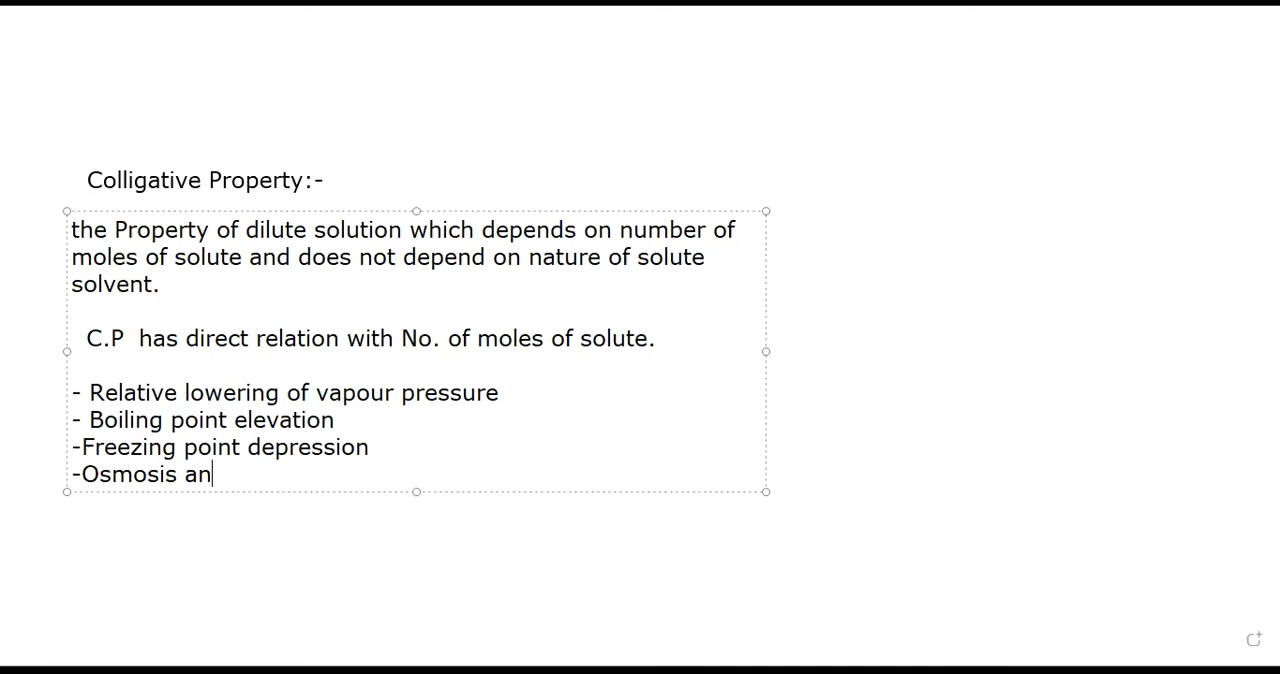 Colligative Property:-
the Property of dilute solution which depends on number of
moles of solute and does not depend on nature of solute
solvent.
C.P  has direct relation with No. of moles of solute.
- Relative lowering of vapour pressure
- Boiling point elevation
-Freezing point depression
-Osmosis an